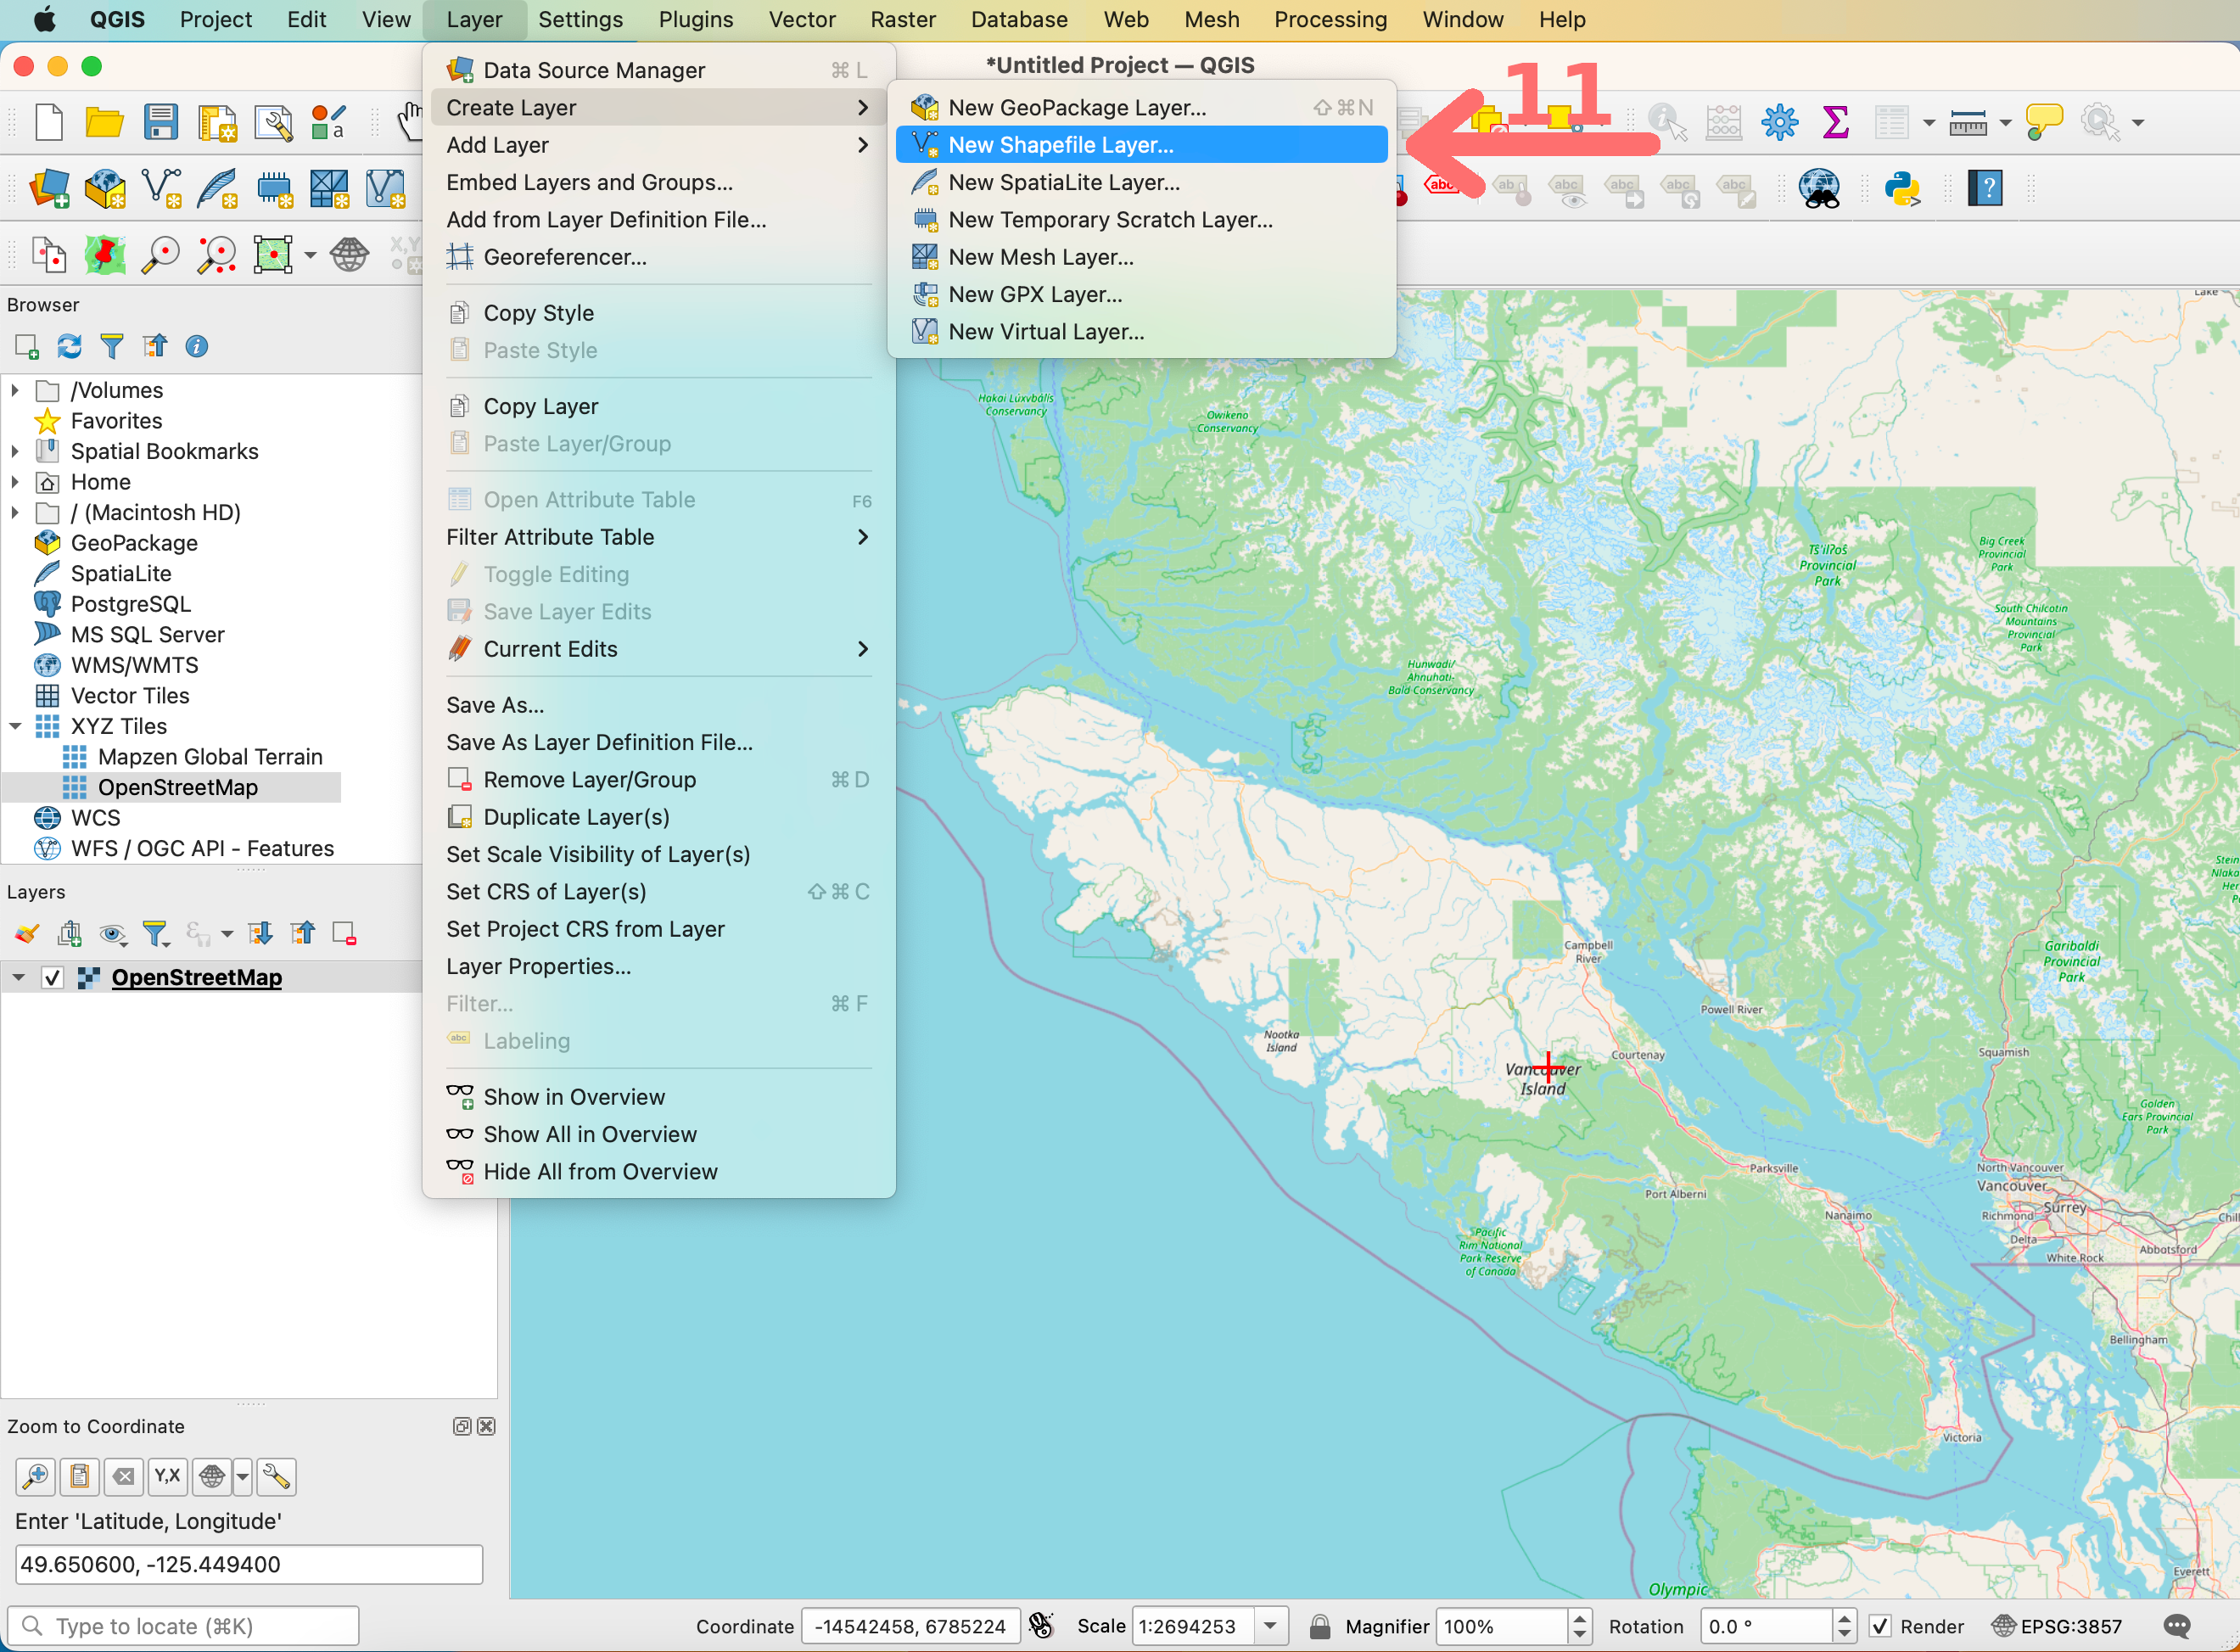 QGIS Project Edit View Layer Settings Plugins Vector Raster Database Web Mesh Processing Window Help
*Untitled Project — QGIS
11
Data Source Manager ⌘ L
Create Layer
Add Layer
Embed Layers and Groups...
Add from Layer Definition File...
Georeferencer...
Copy Style
Paste Style
Copy Layer
Paste Layer/Group
Open Attribute Table F6
Filter Attribute Table
Toggle Editing
Save Layer Edits
Current Edits
Save As...
Save As Layer Definition File...
Remove Layer/Group ⌘ D
Duplicate Layer(s)
Set Scale Visibility of Layer(s)
Set CRS of Layer(s) ⇧ ⌘ C
Set Project CRS from Layer
Layer Properties...
Filter... ⌘ F
Labeling
Show in Overview
Show All in Overview
Hide All from Overview
New GeoPackage Layer... ⇧⌘N
New Shapefile Layer...
New SpatiaLite Layer...
New Temporary Scratch Layer...
New Mesh Layer...
New GPX Layer...
New Virtual Layer...
Browser
/Volumes
Favorites
Spatial Bookmarks
Home
/ (Macintosh HD)
GeoPackage
SpatiaLite
PostgreSQL
MS SQL Server
WMS/WMTS
Vector Tiles
XYZ Tiles
Mapzen Global Terrain
OpenStreetMap
WCS
WFS / OGC API - Features
Layers
OpenStreetMap
Zoom to Coordinate
Y,X
Enter 'Latitude, Longitude'
49.650600, -125.449400
Lake
Hakai Lúxvbálís
Conservancy
Owikeno
Conservancy
Tŝ'ilʔoŝ
Provincial
Park
Big Creek
Provincial
Park
South Chilcotin
Mountains
Provincial
Park
Hunwadi/
Ahnuhati-
Bald Conservancy
Stein
Nlaka
Her
Campbell
River
Garibaldi
Provincial
Park
Powell River
Nootka
Island
Courtenay
Squamish
Vancouver
Island
Golden
Ears Provincial
Park
Parksville
North Vancouver
Vancouver
Port Alberni
Surrey
Nanaimo
Richmond
Chill
Delta
White Rock
Abbotsford
Pacific
Rim National
Park Reserve
of Canada
Bellingham
Victoria
Everett
Olympic
Type to locate (⌘K)
Coordinate -14542458, 6785224 Scale 1:2694253 Magnifier 100% Rotation 0.0 ° Render EPSG:3857